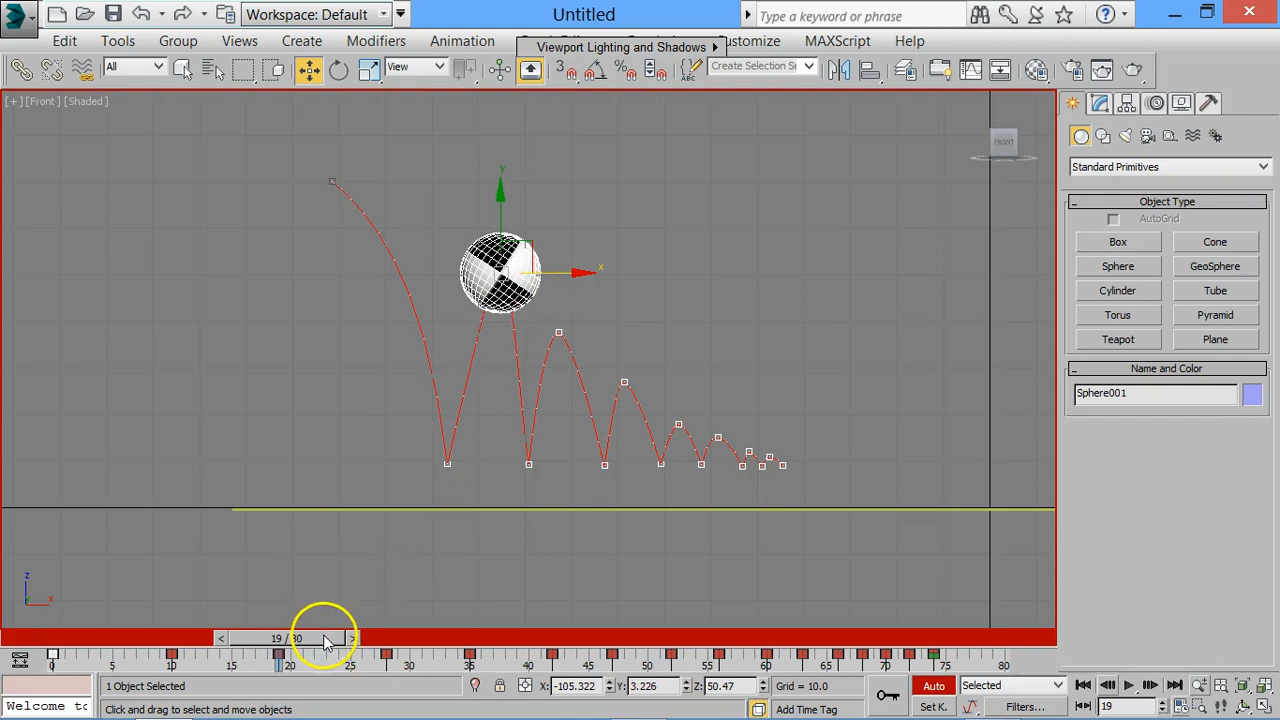 Workspace: Default
Untitled
Type a keyword or phrase
Edit Tools Group Views Create Modifiers Animation Customize MAXScript Help
Viewport Lighting and Shadows
All
View
Create Selection Se
[+] [Front] [Shaded]
FRONT
y
x
Standard Primitives
Object Type
AutoGrid
Box Cone
Sphere GeoSphere
Cylinder Tube
Torus Pyramid
Teapot Plane
Name and Color
Sphere001
z
y x
< 19 / 80 >
0 5 10 15 20 25 30 35 40 45 50 55 60 65 70 75 80
1 Object Selected X: -105.322 Y: 3.226 Z: 50.47 Grid = 10.0 Auto Selected
Welcome to Click and drag to select and move objects Add Time Tag Set K. Filters... 19